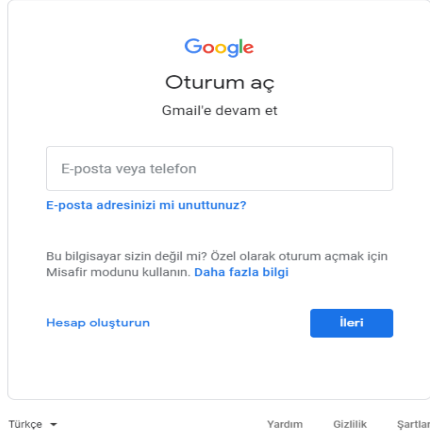 Google
Oturum aç
Gmail'e devam et
E-posta veya telefon
E-posta adresinizi mi unuttunuz?
Bu bilgisayar sizin değil mi? Özel olarak oturum açmak için
Misafir modunu kullanın. Daha fazla bilgi
Hesap oluşturun
İleri
Türkçe
Yardım
Gizlilik
Şartlar